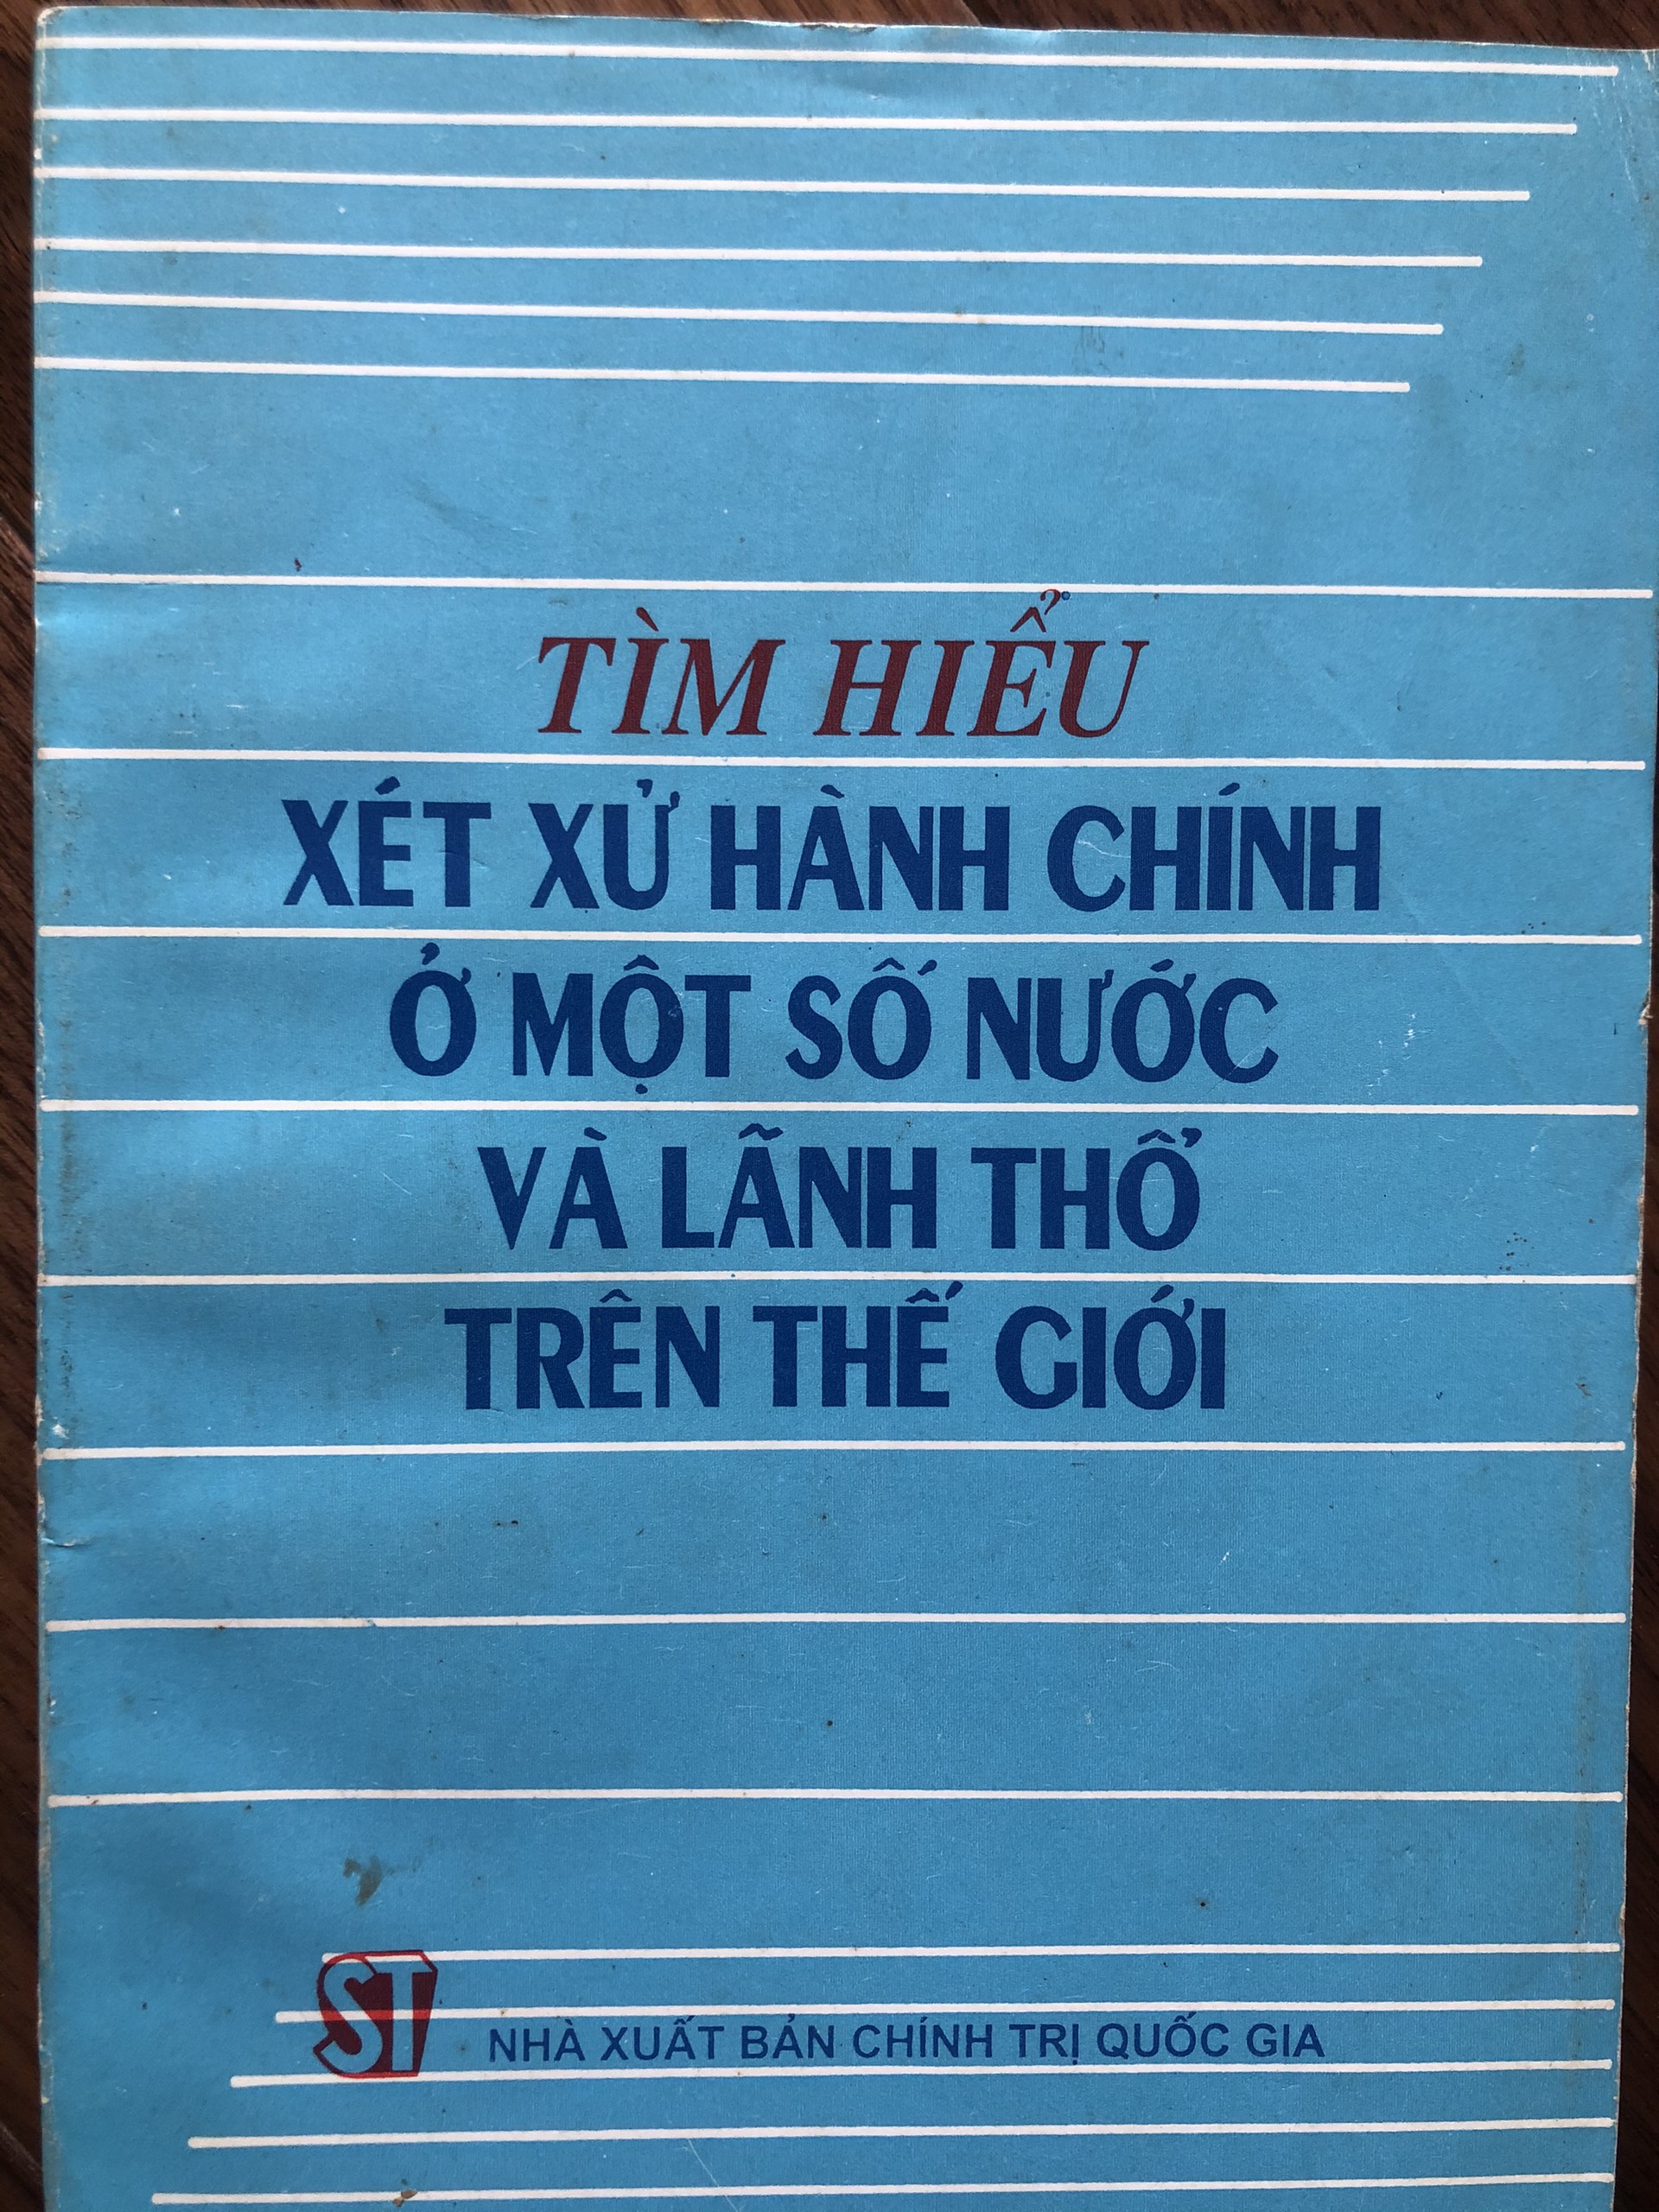 TÌM HIỂU
XÉT XỬ HÀNH CHÍNH
Ở MỘT SỐ NƯỚC
VÀ LÃNH THỔ
TRÊN THẾ GIỚI
ST
NHÀ XUẤT BẢN CHÍNH TRỊ QUỐC GIA